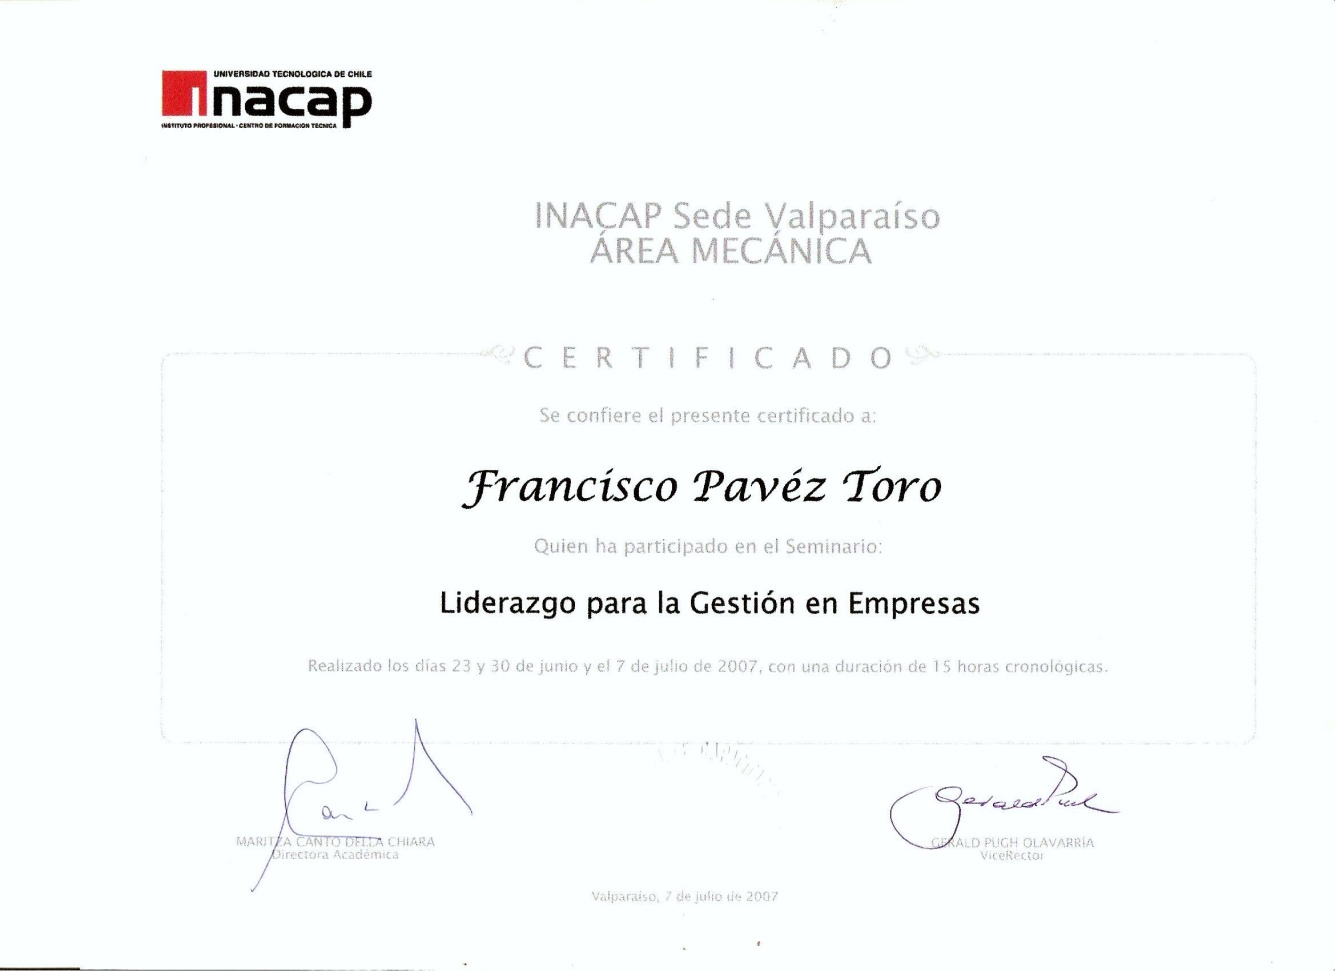 UNIVERSIDAD TECNOLOGICA DE CHILE
inacap
INSTITUTO PROFESIONAL - CENTRO DE FORMACION TECNICA
INACAP Sede Valparaíso
ÁREA MECÁNICA
CERTIFICADO
Se confiere el presente certificado a:
Francisco Pavéz Toro
Quien ha participado en el Seminario:
Liderazgo para la Gestión en Empresas
Realizado los días 23 y 30 de junio y el 7 de julio de 2007, con una duración de 15 horas cronológicas.
MARITZA CANTO DELLA CHIARA
Directora Académica
Gerald Pugh
GERALD PUGH OLAVARRÍA
ViceRector
Valparaíso, 7 de julio de 2007